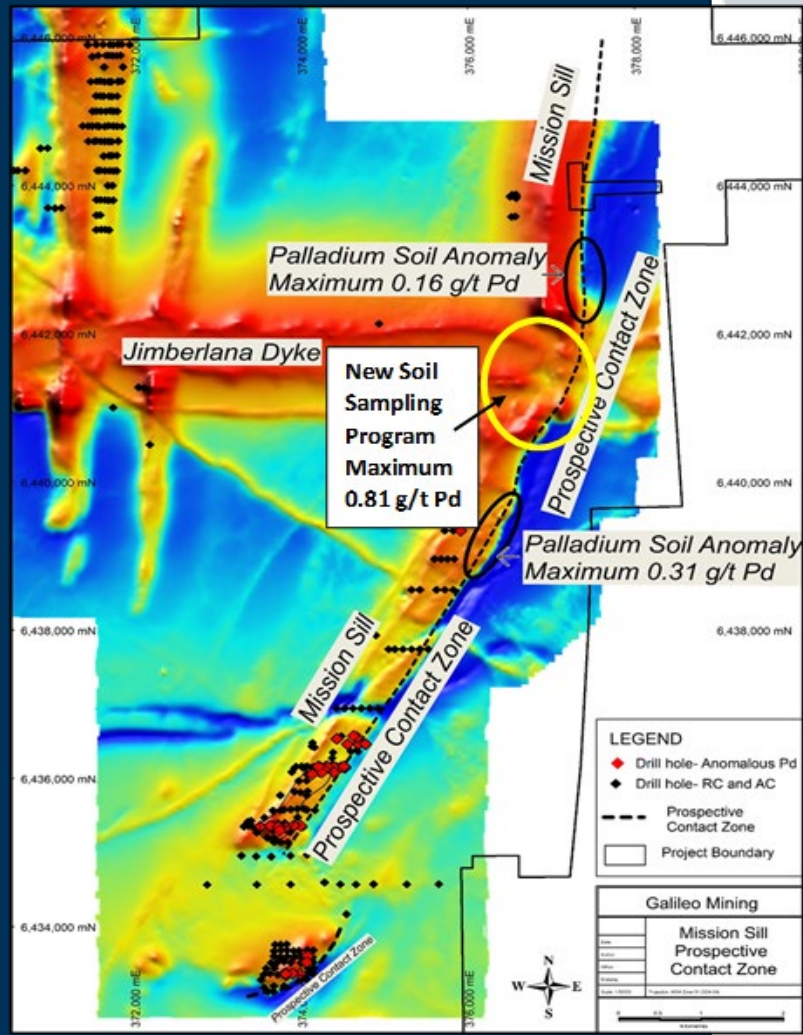 6,446,000 mN
372,000 mE
374,000 mE
376,000 mE
378,000 mE
6,446,000 mN
Mission Sill
6,444,000 mN
6,444,000 mN
Palladium Soil Anomaly
Maximum 0.16 g/t Pd
6,442,000 mN
6,442,000 mN
Jimberlana Dyke
New Soil
Sampling
Program
Maximum
0.81 g/t Pd
Prospective Contact Zone
6,440,000 mN
6,440,000 mN
Palladium Soil Anomaly
Maximum 0.31 g/t Pd
6,438,000 mN
6,438,000 mN
Mission Sill
Prospective Contact Zone
6,436,000 mN
6,434,000 mN
Prospective Contact Zone
372,000 mE
LEGEND
Drill hole- Anomalous Pd
Drill hole- RC and AC
Prospective
Contact Zone
Project Boundary
Galileo Mining
Mission Sill
Prospective
Contact Zone
N
W E
S
0 1 2